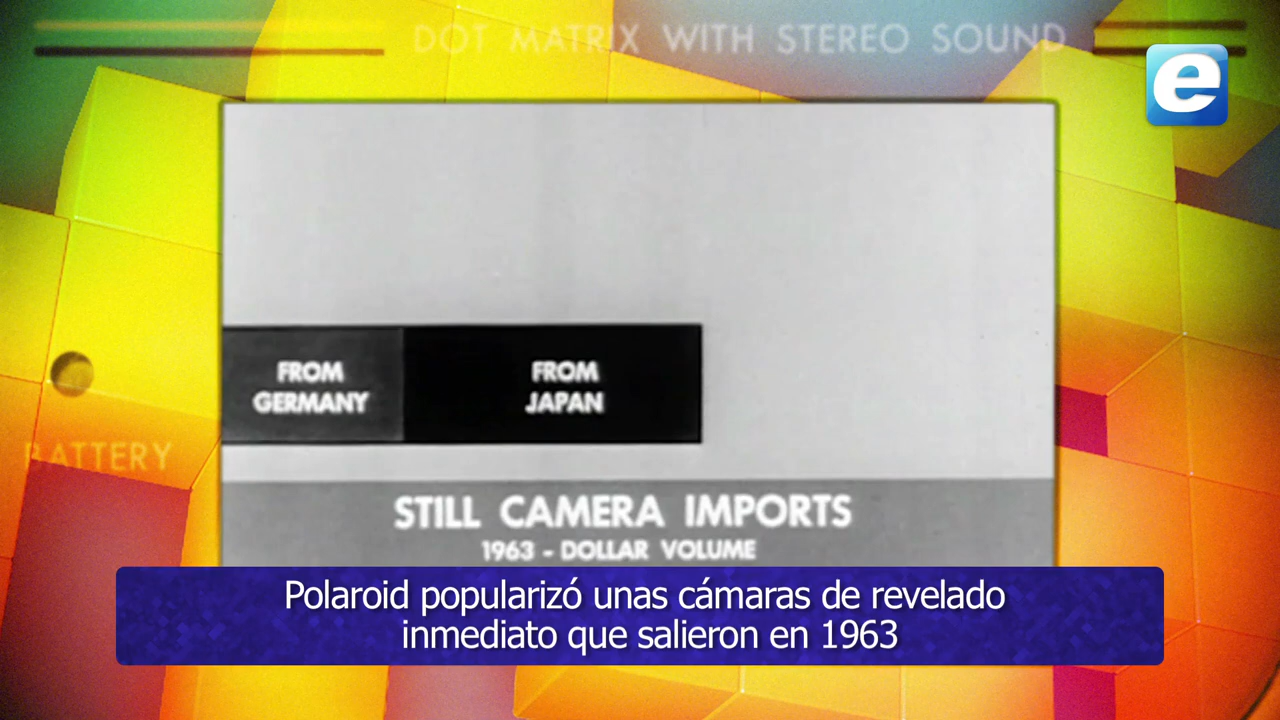 DOT MATRIX WITH STEREO SOUND
e
FROM
GERMANY
FROM
JAPAN
BATTERY
STILL CAMERA IMPORTS
1963 - DOLLAR VOLUME
Polaroid popularizó unas cámaras de revelado
inmediato que salieron en 1963